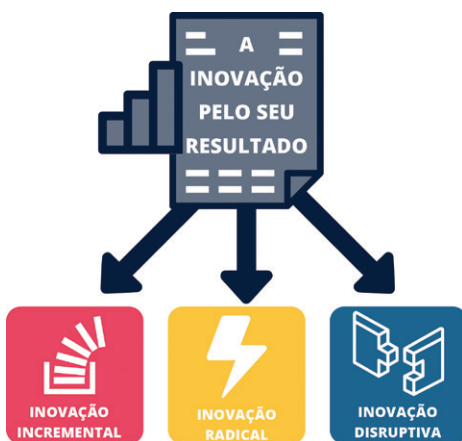 A
INOVAÇÃO
PELO SEU
RESULTADO
INOVAÇÃO
INCREMENTAL
INOVAÇÃO
RADICAL
INOVAÇÃO
DISRUPTIVA